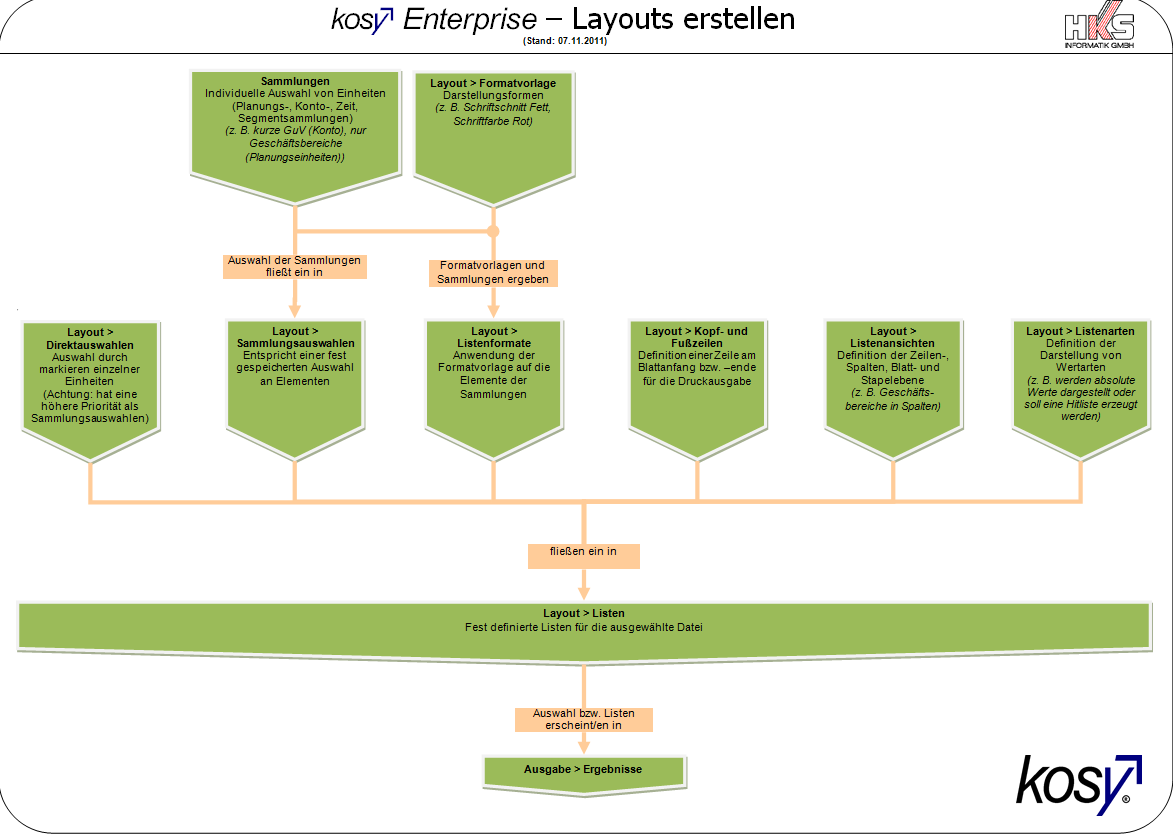 kosy Enterprise – Layouts erstellen
(Stand: 07.11.2011)
HKS
INFORMATIK GMBH
Sammlungen
Individuelle Auswahl von Einheiten
(Planungs-, Konto-, Zeit,
Segmentsammlungen)
(z. B. kurze GuV (Konto), nur
Geschäftsbereiche
(Planungseinheiten))
Layout > Formatvorlage
Darstellungsformen
(z. B. Schriftschnitt Fett,
Schriftfarbe Rot)
Auswahl der Sammlungen
fließt ein in
Formatvorlagen und
Sammlungen ergeben
Layout >
Direktauswahlen
Auswahl durch
markieren einzelner
Einheiten
(Achtung: hat eine
höhere Priorität als
Sammlungsauswahlen)
Layout >
Sammlungsauswahlen
Entspricht einer fest
gespeicherten Auswahl
an Elementen
Layout >
Listenformate
Anwendung der
Formatvorlage auf die
Elemente der
Sammlungen
Layout > Kopf- und
Fußzeilen
Definition einer Zeile am
Blattanfang bzw. –ende
für die Druckausgabe
Layout >
Listenansichten
Definition der Zeilen-,
Spalten, Blatt- und
Stapelebene
(z. B. Geschäfts-
bereiche in Spalten)
Layout > Listenarten
Definition der
Darstellung von
Wertarten
(z. B. werden absolute
Werte dargestellt oder
soll eine Hitliste erzeugt
werden)
fließen ein in
Layout > Listen
Fest definierte Listen für die ausgewählte Datei
Auswahl bzw. Listen
erscheint/en in
Ausgabe > Ergebnisse
kosy®